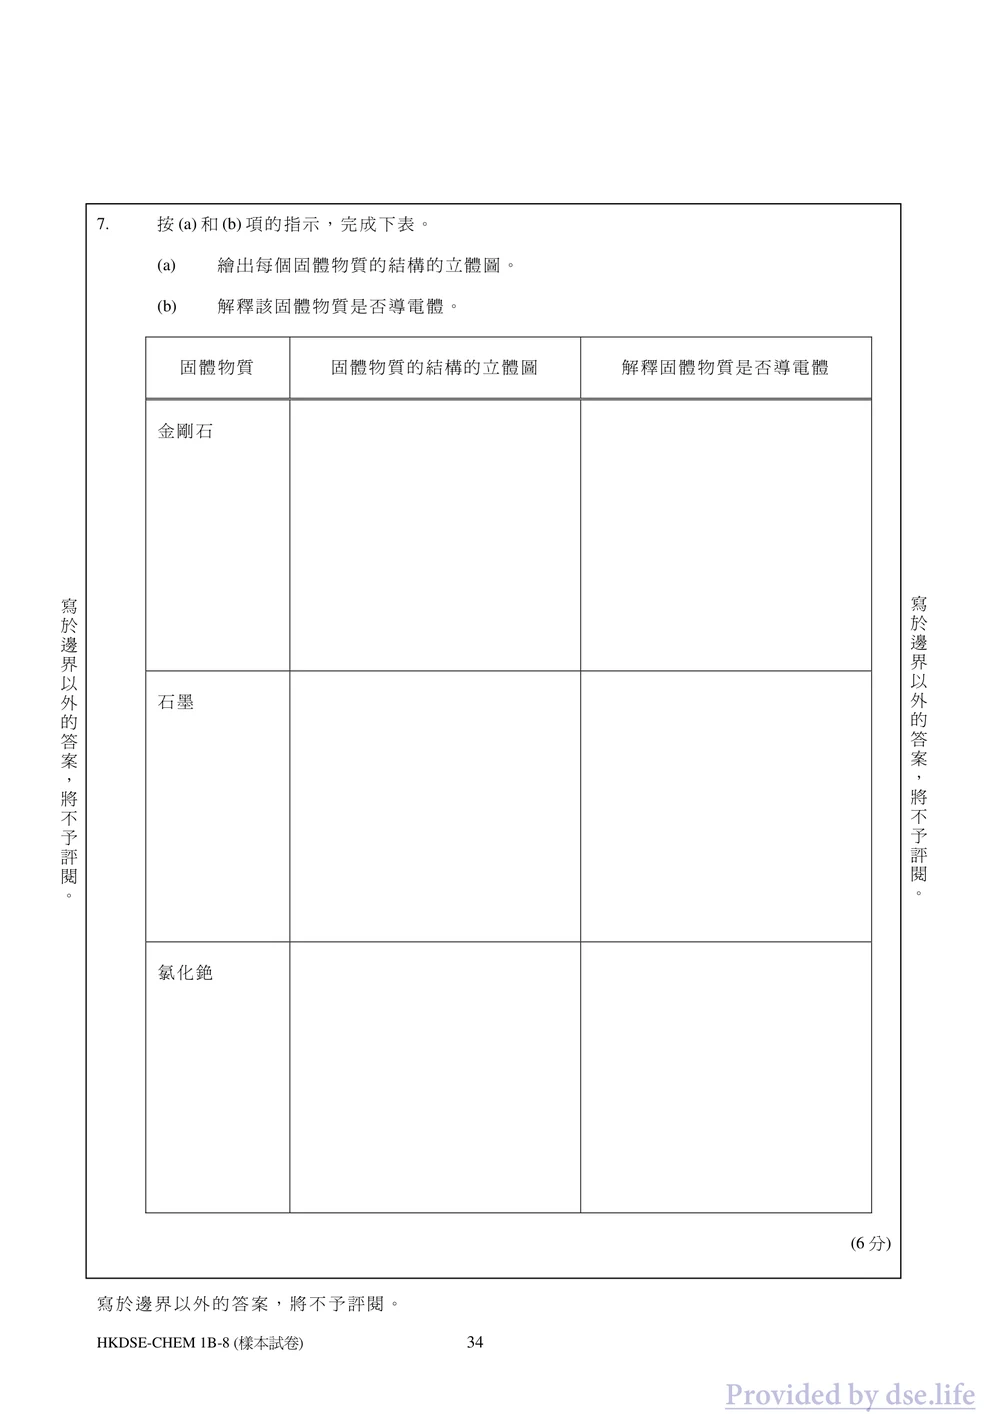 7. 按 (a) 和 (b) 項的指示，完成下表。
(a) 繪出每個固體物質的結構的立體圖。
(b) 解釋該固體物質是否導電體。
固體物質 固體物質的結構的立體圖 解釋固體物質是否導電體
金剛石
石墨
氯化銫
(6 分)
寫於邊界以外的答案，將不予評閱。
寫於邊界以外的答案，將不予評閱。
寫於邊界以外的答案，將不予評閱。
HKDSE-CHEM 1B-8 (樣本試卷) 34
Provided by dse.life